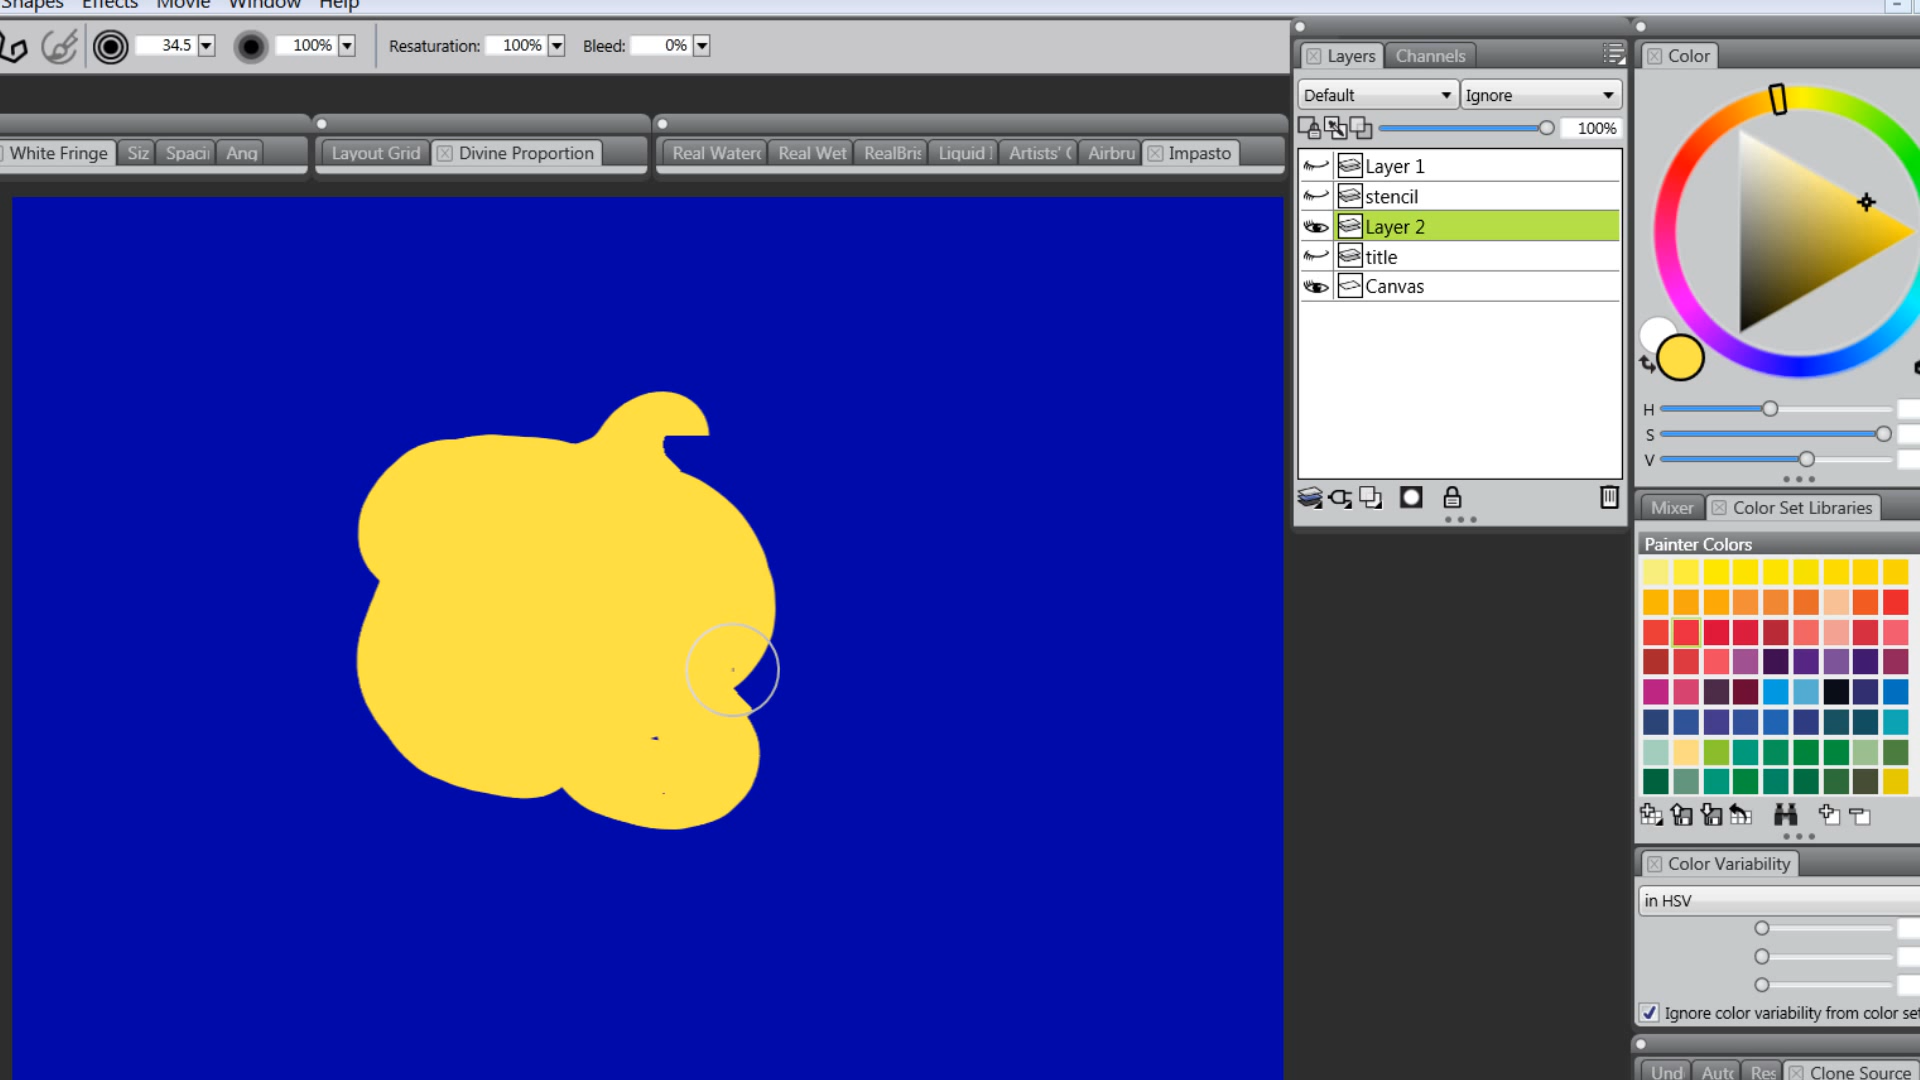 Shapes Effects Movie Window Help
34.5 100% Resaturation: 100% Bleed: 0%
Layers Channels
Color
Default Ignore
100%
White Fringe Siz Spaci Ang Layout Grid Divine Proportion Real Waterc Real Wet RealBris Liquid I Artists' Airbru Impasto
Layer 1
stencil
Layer 2
title
Canvas
H
S
V
Mixer Color Set Libraries
Painter Colors
Color Variability
in HSV
Ignore color variability from color set
Und Auto Res Clone Source